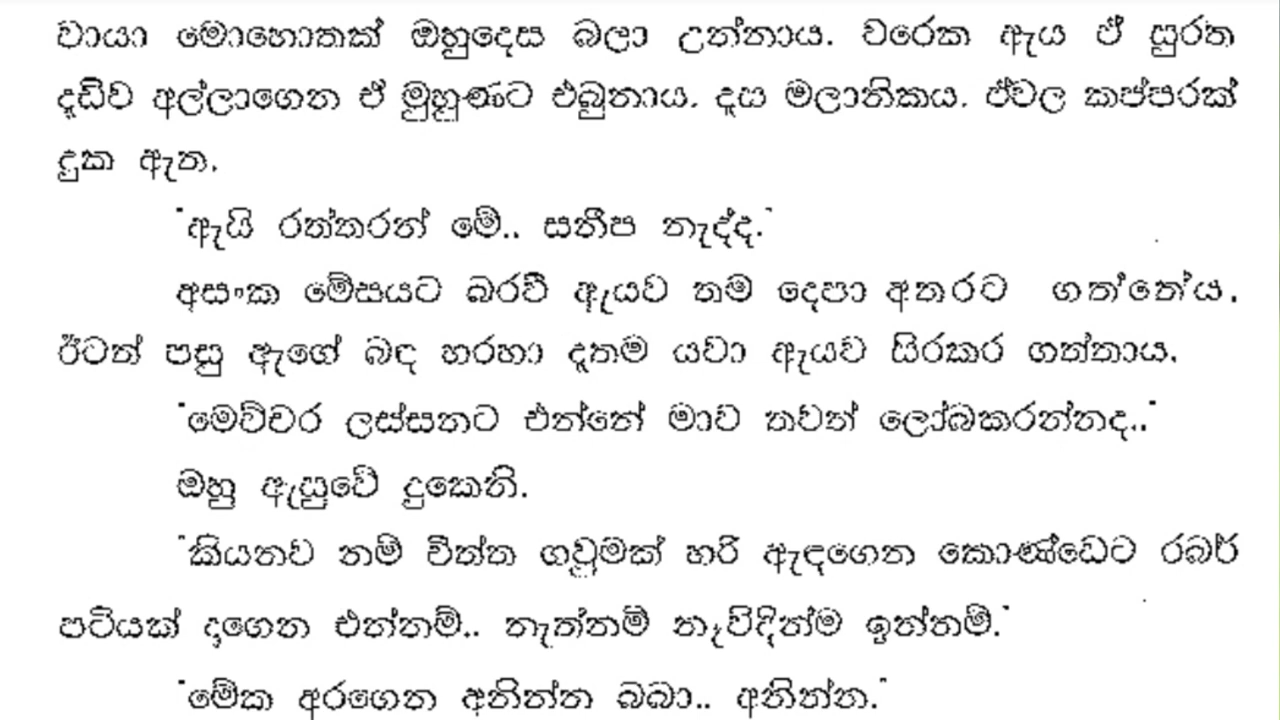 වායා මොහොතක් ඔහුදෙස බලා උන්නාය. වරෙක ඇය ඒ සුරත
දැඩිව අල්ලාගෙන ඒ මුහුණට එබුනාය. දෑස මලානිකය. ඒවල කප්පරක්
දුක ඇත.
"ඇයි රත්තරන් මේ.. සනීප නැද්ද."
අසංක මේසයට බරවී ඇයව තම දෙපා අතරට ගත්තේය.
ඊටත් පසු ඇගේ බඳ හරහා දෑතම යවා ඇයව සිරකර ගත්තාය.
"මෙච්චර ලස්සනට එන්නේ මාව තවත් ලෝබකරන්නද.."
ඔහු ඇසුවේ දුකෙනි.
"කියනව නම් චීත්ත ගවුමක් හරි ඇඳගෙන කොණ්ඩෙට රබර්
පටියක් දාගෙන එන්නම්.. නැත්නම් නෑවිදින්ම ඉන්නම්."
"මේක අරගෙන අනින්න බබා.. අනින්න."